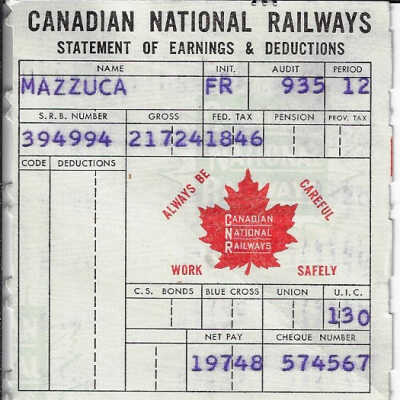 CANADIAN NATIONAL RAILWAYS
STATEMENT OF EARNINGS & DEDUCTIONS
NAME INIT. AUDIT PERIOD
MAZZUCA FR 935 12
S.R.B. NUMBER GROSS FED. TAX PENSION PROV. TAX
394994 21724 1846
CODE DEDUCTIONS
ALWAYS BE CAREFUL
CANADIAN
NATIONAL
RAILWAYS
WORK SAFELY
C.S. BONDS BLUE CROSS UNION U.I.C.
130
NET PAY CHEQUE NUMBER
19748 574567